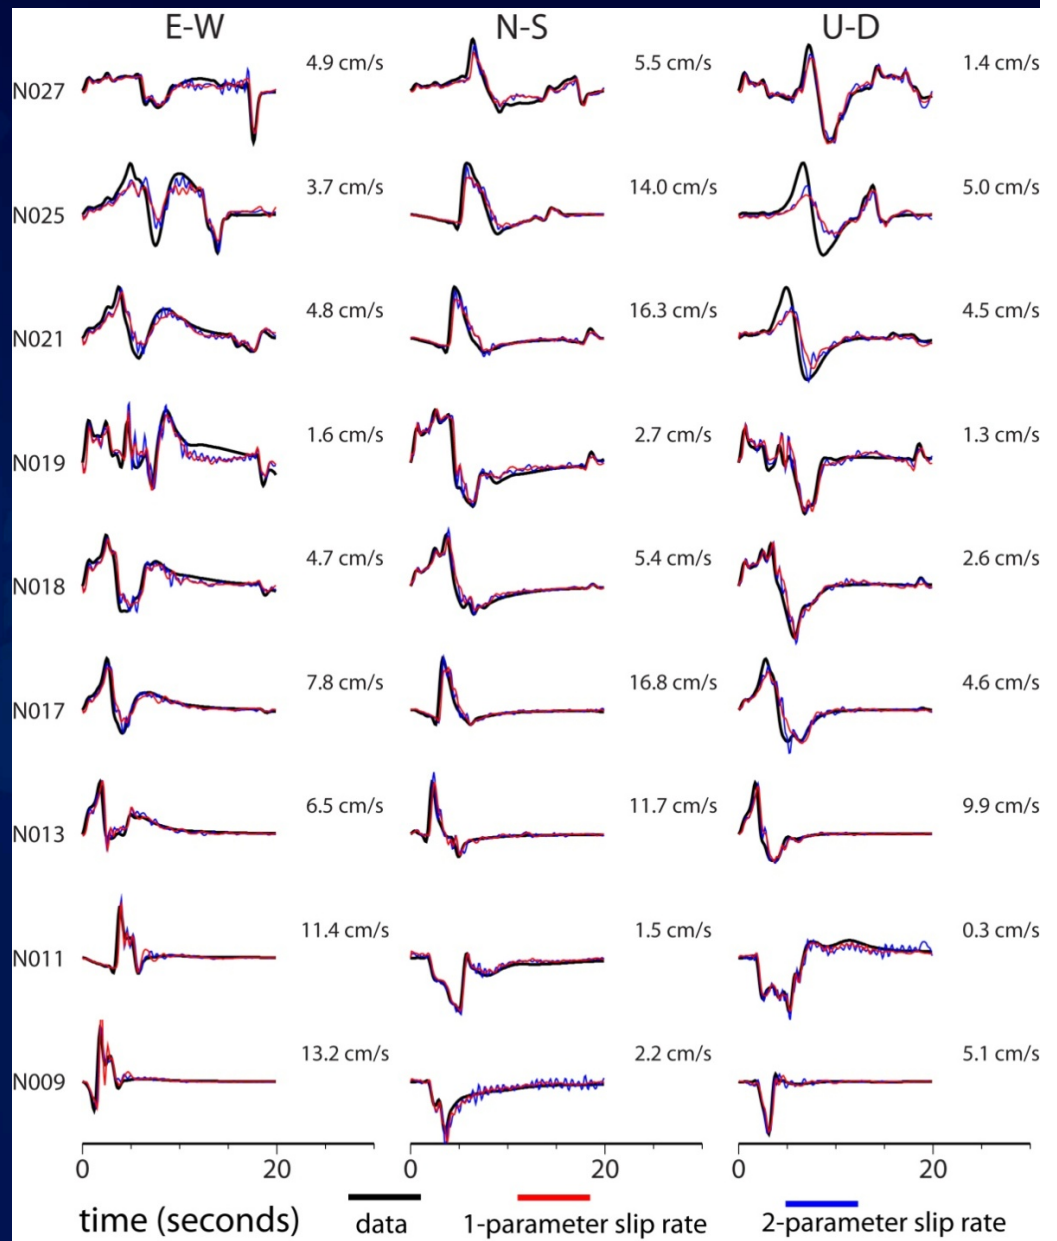 E-W N-S U-D
N027 4.9 cm/s 5.5 cm/s 1.4 cm/s
N025 3.7 cm/s 14.0 cm/s 5.0 cm/s
N021 4.8 cm/s 16.3 cm/s 4.5 cm/s
N019 1.6 cm/s 2.7 cm/s 1.3 cm/s
N018 4.7 cm/s 5.4 cm/s 2.6 cm/s
N017 7.8 cm/s 16.8 cm/s 4.6 cm/s
N013 6.5 cm/s 11.7 cm/s 9.9 cm/s
N011 11.4 cm/s 1.5 cm/s 0.3 cm/s
N009 13.2 cm/s 2.2 cm/s 5.1 cm/s
0 20 0 20 0 20
time (seconds) data 1-parameter slip rate 2-parameter slip rate